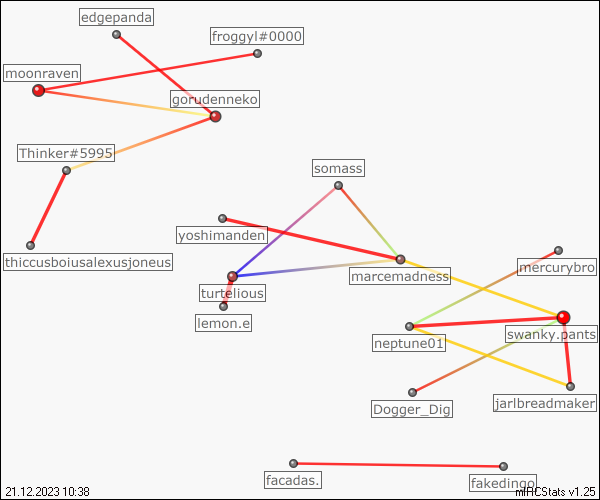 edgepanda
froggyl#0000
moonraven
gorudenneko
Thinker#5995
somass
yoshimanden
thiccusboiusalexusjoneus
marcemadness
mercurybro
turtelious
lemon.e
swanky.pants
neptune01
Dogger_Dig
jarlbreadmaker
facadas.
fakedingo
21.12.2023 10:38
mIRCStats v1.25